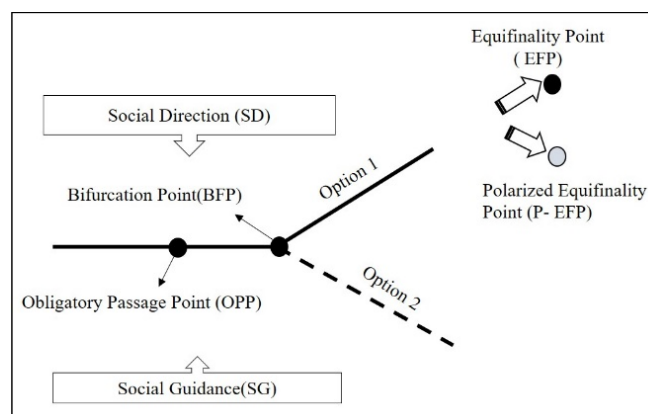 Equifinality Point
( EFP)
Social Direction (SD)
Bifurcation Point(BFP)
Option 1
Polarized Equifinality
Point (P- EFP)
Option 2
Obligatory Passage Point (OPP)
Social Guidance(SG)